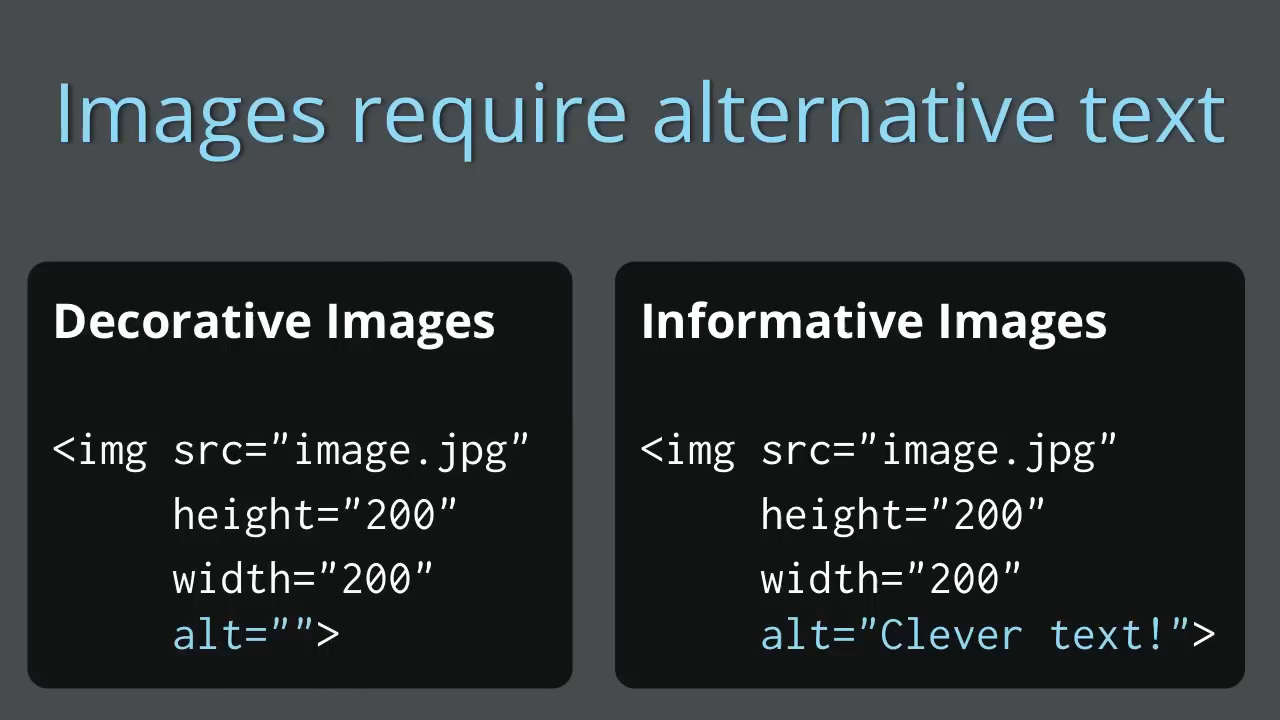 Images require alternative text
Decorative Images
<img src="image.jpg"
height="200"
width="200"
alt="">
Informative Images
<img src="image.jpg"
height="200"
width="200"
alt="Clever text!">